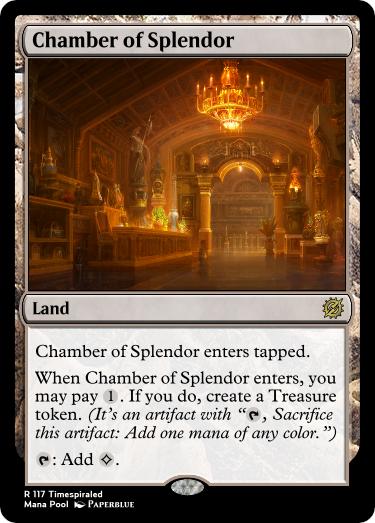 Chamber of Splendor
Land
Chamber of Splendor enters tapped.
When Chamber of Splendor enters, you
may pay 1. If you do, create a Treasure
token. (It's an artifact with “T, Sacrifice
this artifact: Add one mana of any color.”)
: Add .
R 117 Timespiraled
Mana Pool PAPERBLUE